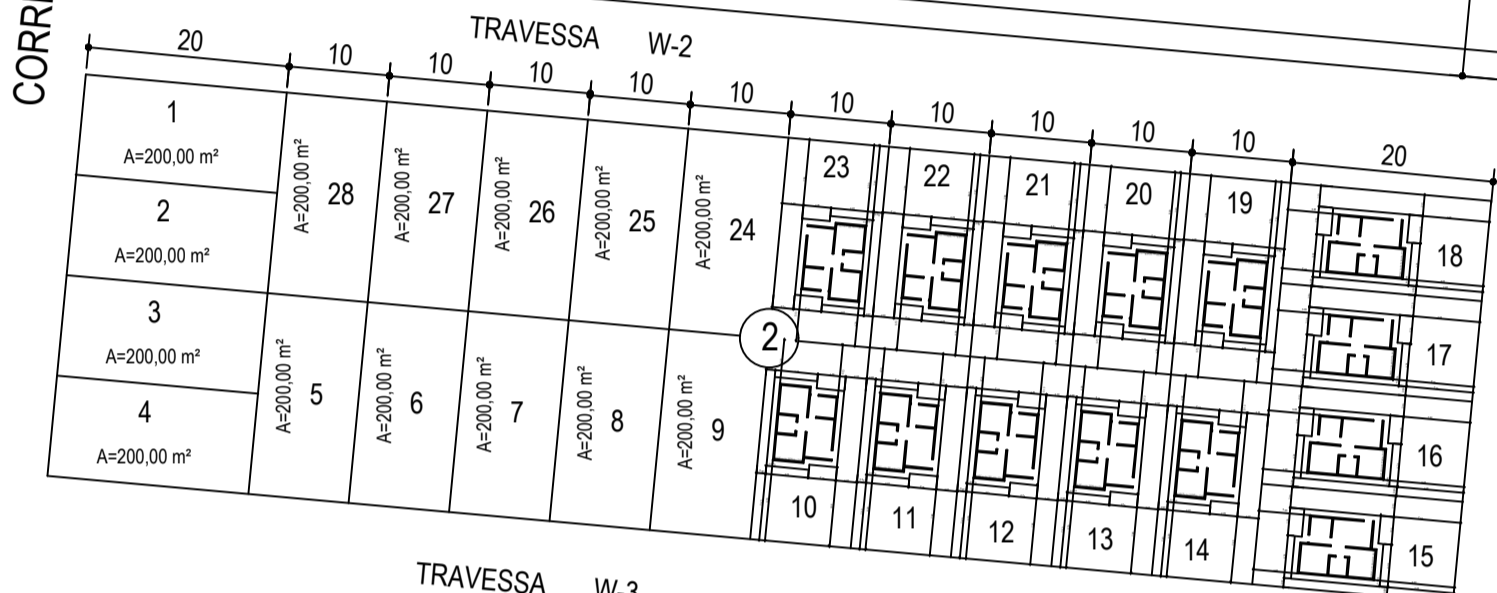 CORRE
TRAVESSA W-2
20 10 10 10 10 10 10 10 10 10 10 20
1
A=200,00 m²
2
A=200,00 m²
3
A=200,00 m²
4
A=200,00 m²
A=200,00 m² 28
A=200,00 m² 27
A=200,00 m² 26
A=200,00 m² 25
A=200,00 m² 24
23
22
21
20
19
18
17
16
15
2
A=200,00 m² 5
A=200,00 m² 6
A=200,00 m² 7
A=200,00 m² 8
A=200,00 m² 9
10
11
12
13
14
TRAVESSA W-3